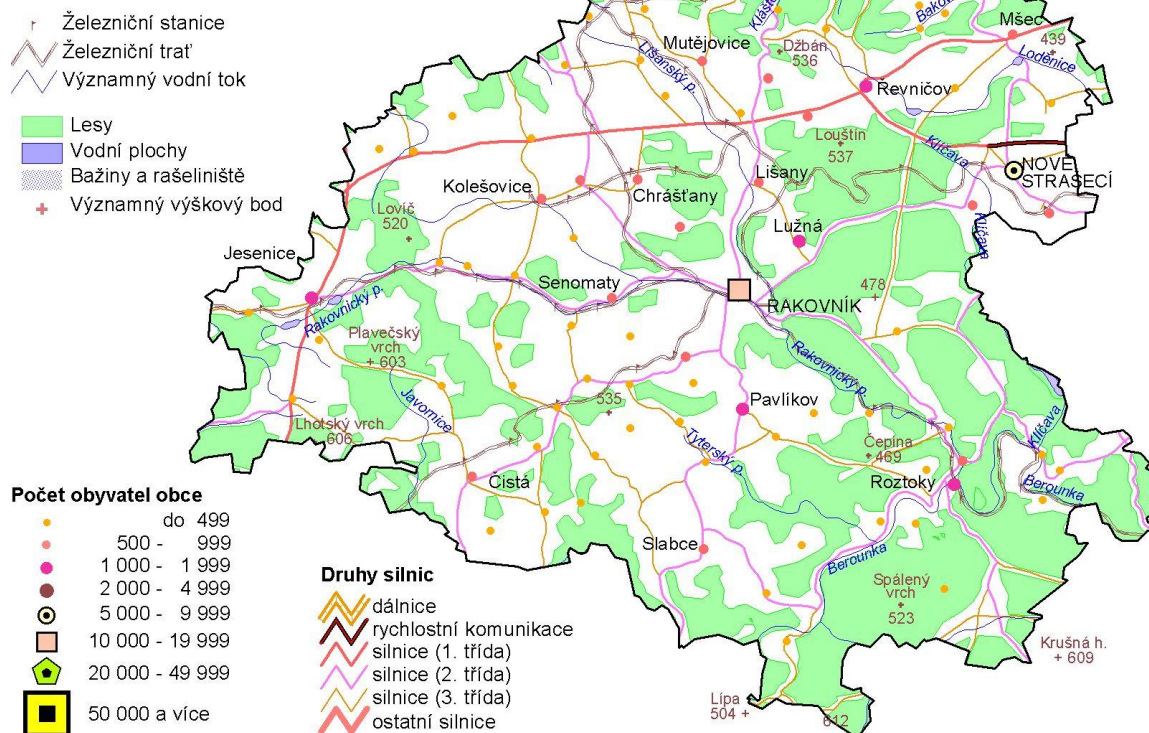 Železniční stanice
Železniční trať
Významný vodní tok
Lesy
Vodní plochy
Bažiny a rašeliniště
Významný výškový bod
Mutějovice
Džbán
536
Mšec
439
Loděnice
Lišanský p.
Řevničov
Louštín
537
Klíčava
NOVÉ
STRAŠECÍ
Kolešovice
Chrášťany
Lišany
Lužná
Klíčava
Lovíč
520
Jesenice
Senomaty
RAKOVNÍK
478
Rakovnický p.
Plavečský
vrch
603
Rakovnický p.
Javornice
535
Pavlíkov
Lhotský vrch
606
Tyterský p.
Čepina
469
Klíčava
Čistá
Roztoky
Berounka
Slabce
Berounka
Spálený
vrch
523
Krušná h.
609
Lípa
504
612
Počet obyvatel obce
do 499
500 - 999
1 000 - 1 999
2 000 - 4 999
5 000 - 9 999
10 000 - 19 999
20 000 - 49 999
50 000 a více
Druhy silnic
dálnice
rychlostní komunikace
silnice (1. třída)
silnice (2. třída)
silnice (3. třída)
ostatní silnice